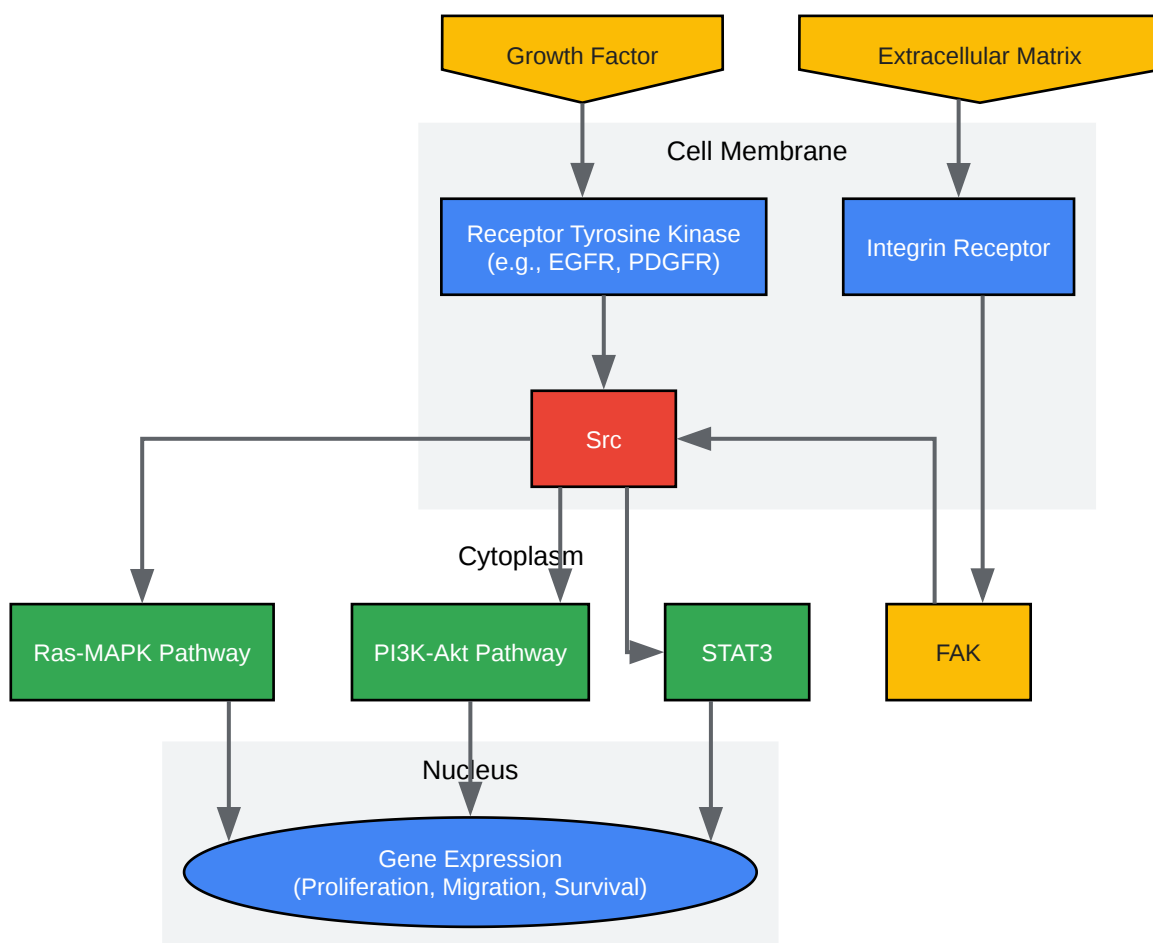 Growth Factor
Extracellular Matrix
Cell Membrane
Receptor Tyrosine Kinase
(e.g., EGFR, PDGFR)
Integrin Receptor
Src
Cytoplasm
Ras-MAPK Pathway
PI3K-Akt Pathway
STAT3
FAK
Nucleus
Gene Expression
(Proliferation, Migration, Survival)